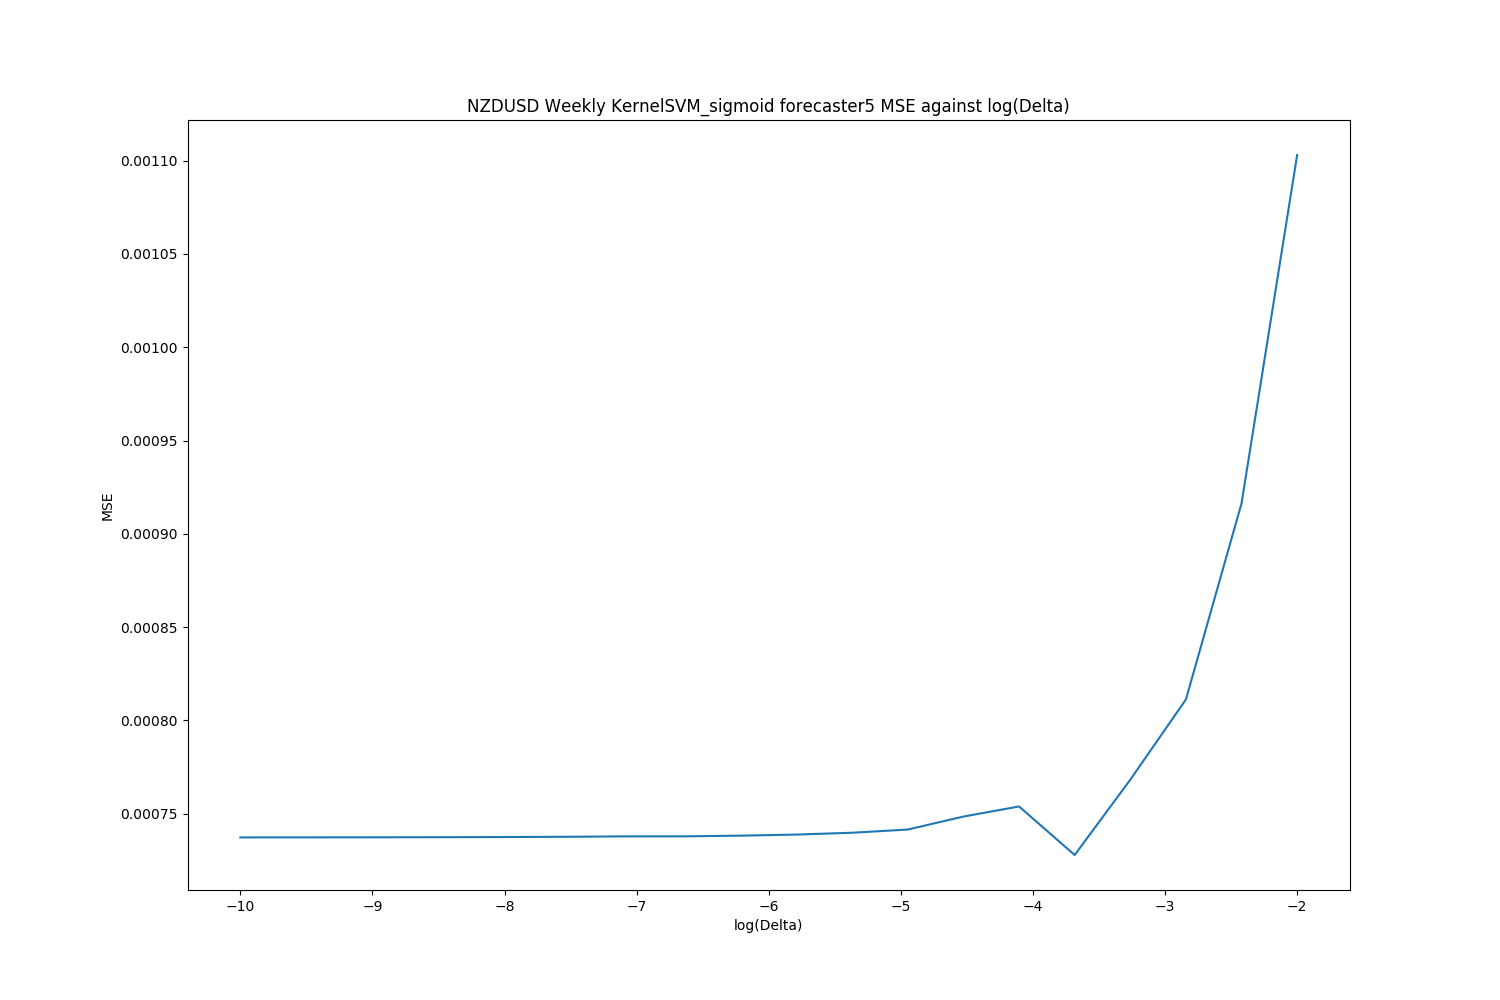 NZDUSD Weekly KernelSVM_sigmoid forecaster5 MSE against log(Delta)
0.00110
0.00105
0.00100
0.00095
MSE
0.00090
0.00085
0.00080
0.00075
−10 −9 −8 −7 −6 −5 −4 −3 −2
log(Delta)